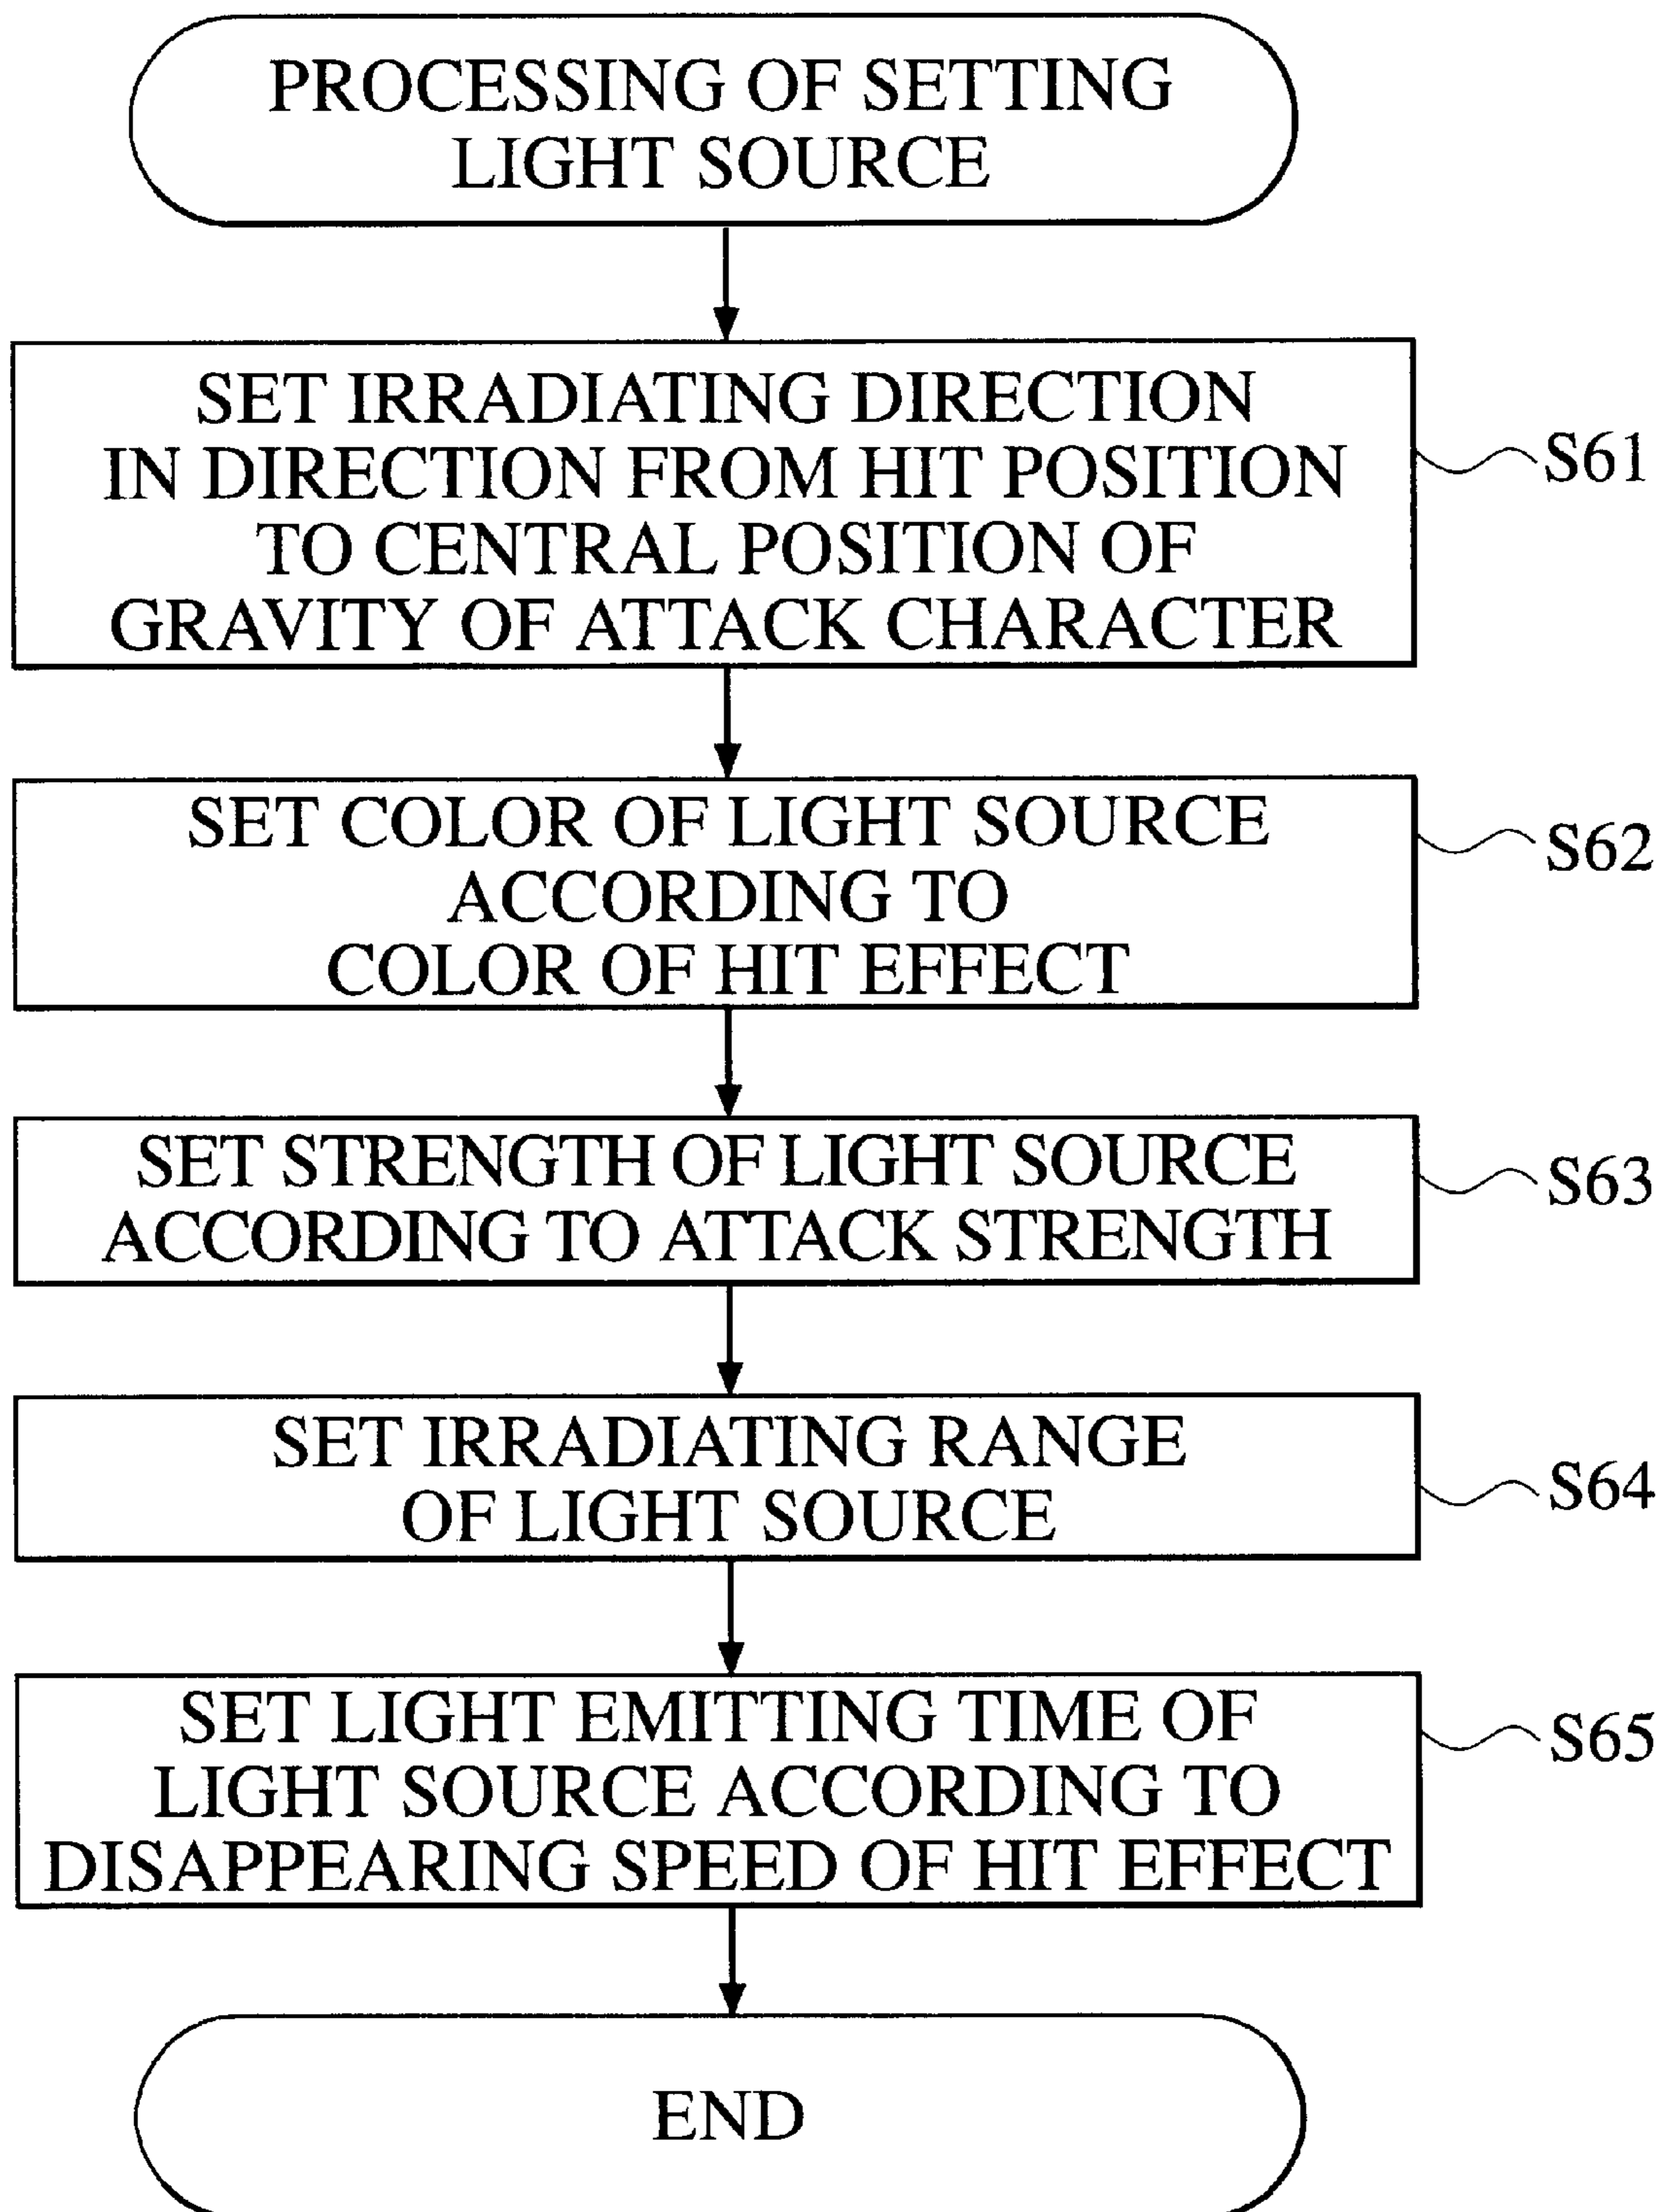 PROCESSING OF SETTING
LIGHT SOURCE
SET IRRADIATING DIRECTION
IN DIRECTION FROM HIT POSITION
TO CENTRAL POSITION OF
GRAVITY OF ATTACK CHARACTER
S61
SET COLOR OF LIGHT SOURCE
ACCORDING TO
COLOR OF HIT EFFECT
S62
SET STRENGTH OF LIGHT SOURCE
ACCORDING TO ATTACK STRENGTH
S63
SET IRRADIATING RANGE
OF LIGHT SOURCE
S64
SET LIGHT EMITTING TIME OF
LIGHT SOURCE ACCORDING TO
DISAPPEARING SPEED OF HIT EFFECT
S65
END